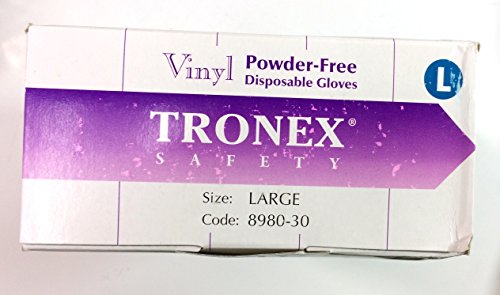 Vinyl Powder-Free
Disposable Gloves
L
TRONEX®
SAFETY
Size: LARGE
Code: 8980-30